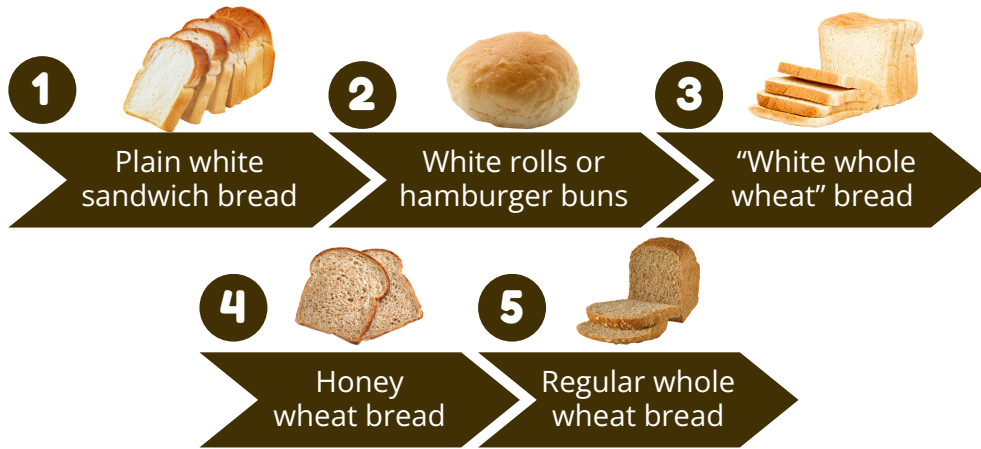 1
Plain white
sandwich bread
2
White rolls or
hamburger buns
3
“White whole
wheat” bread
4
Honey
wheat bread
5
Regular whole
wheat bread